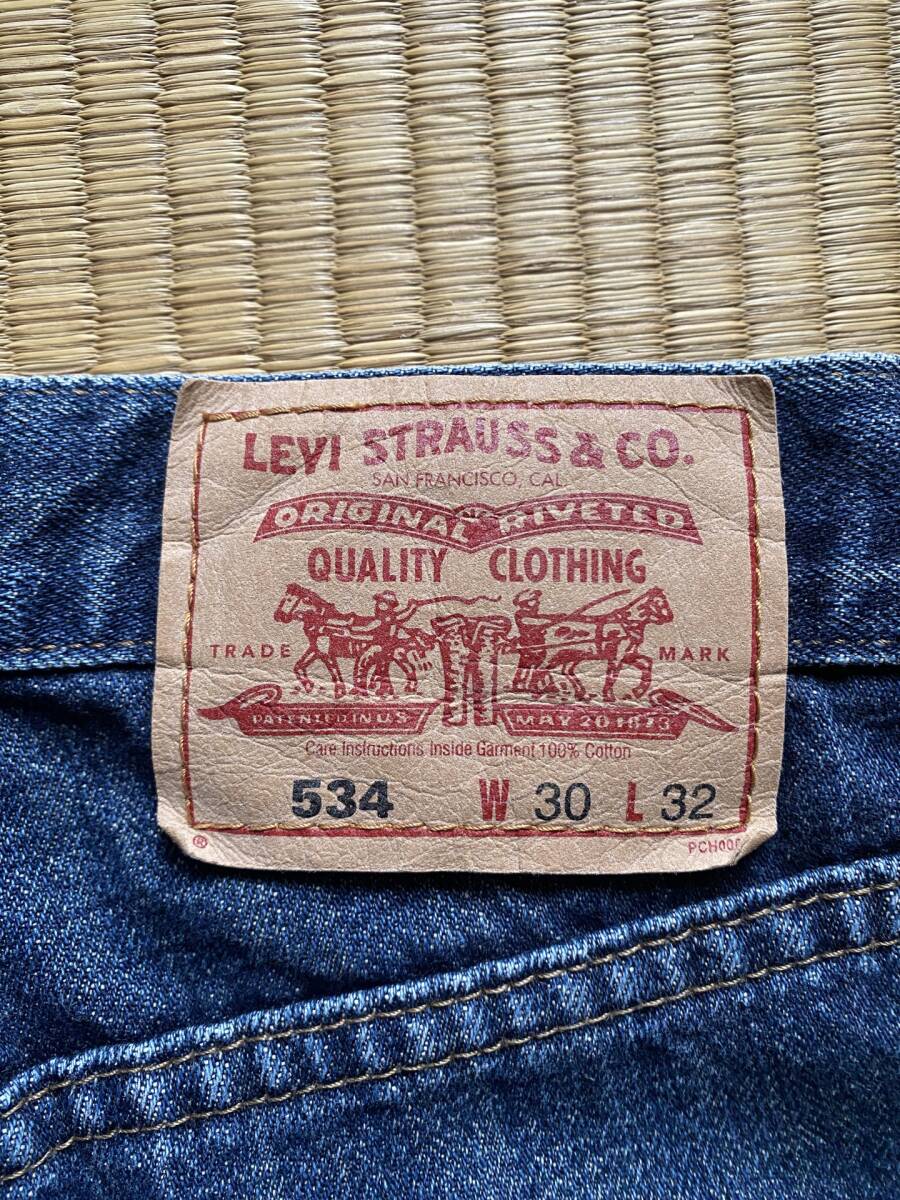 LEVI STRAUSS & CO.
SAN FRANCISCO, CAL.
ORIGINAL RIVETED
QUALITY CLOTHING
TRADE MARK
PATENTED IN U.S. MAY 20 1873
Care Instructions Inside Garment 100% Cotton
534 W 30 L 32
®